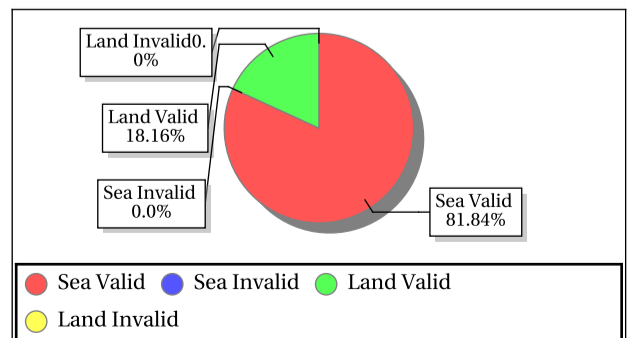 Land Invalid0.
0%
Land Valid
18.16%
Sea Invalid
0.0%
Sea Valid
81.84%
Sea Valid
Sea Invalid
Land Valid
Land Invalid